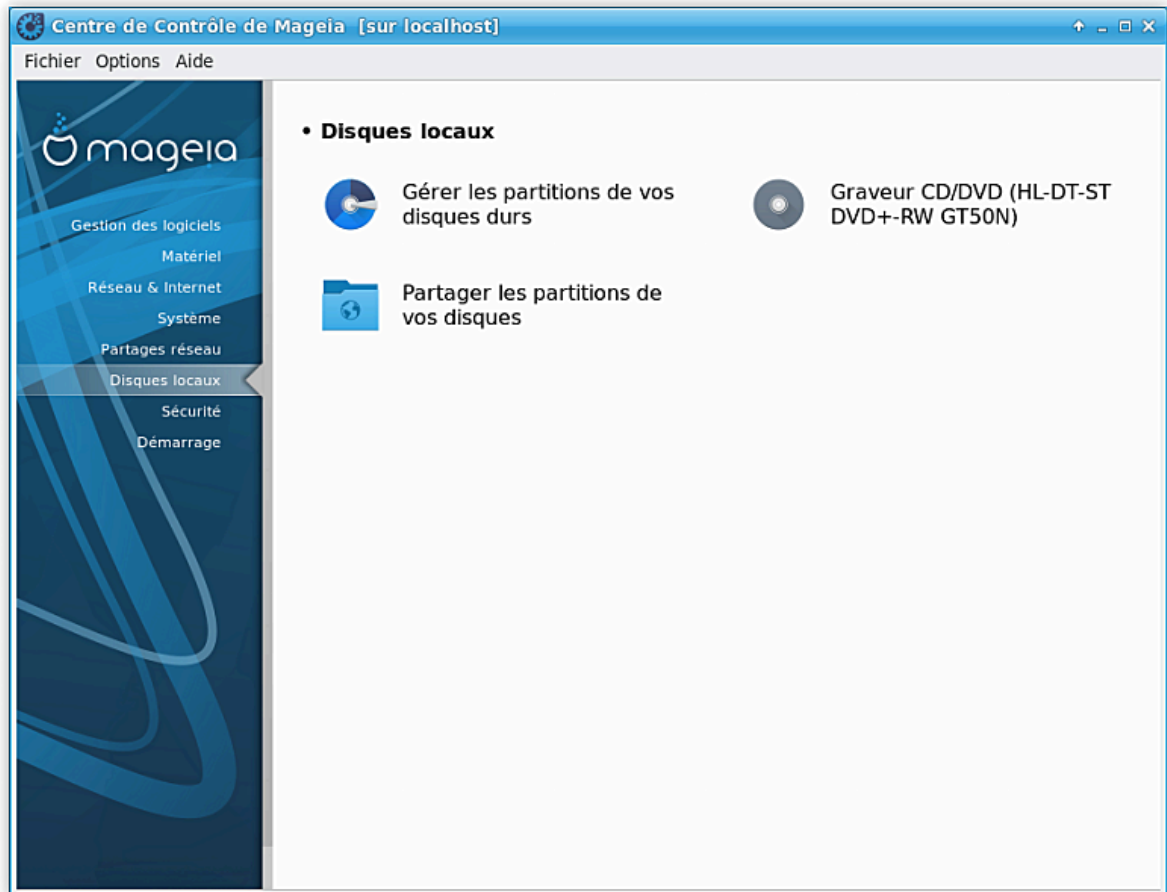 Centre de Contrôle de Mageia [sur localhost]
Fichier Options Aide
mageia
Gestion des logiciels
Matériel
Réseau & Internet
Système
Partages réseau
Disques locaux
Sécurité
Démarrage
• Disques locaux
Gérer les partitions de vos
disques durs
Graveur CD/DVD (HL-DT-ST
DVD+-RW GT50N)
Partager les partitions de
vos disques